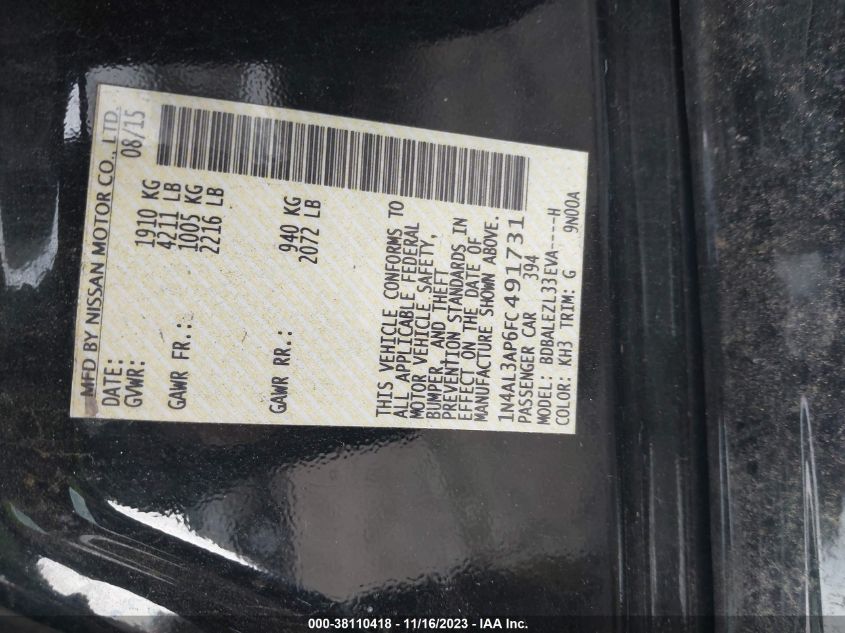 MFD BY NISSAN MOTOR CO., LTD.
DATE: 08/15
GVWR: 1910 KG
4211 LB
GAWR FR.: 1005 KG
2216 LB
GAWR RR.: 940 KG
2072 LB
THIS VEHICLE CONFORMS TO
ALL APPLICABLE FEDERAL
MOTOR VEHICLE SAFETY,
BUMPER, AND THEFT
PREVENTION STANDARDS IN
EFFECT ON THE DATE OF
MANUFACTURE SHOWN ABOVE.
1N4AL3AP6FC491731
PASSENGER CAR 394
MODEL: BDBALEZL33EVA----H
COLOR: KH3 TRIM: G 9N00A
000-38110418 - 11/16/2023 - IAA Inc.